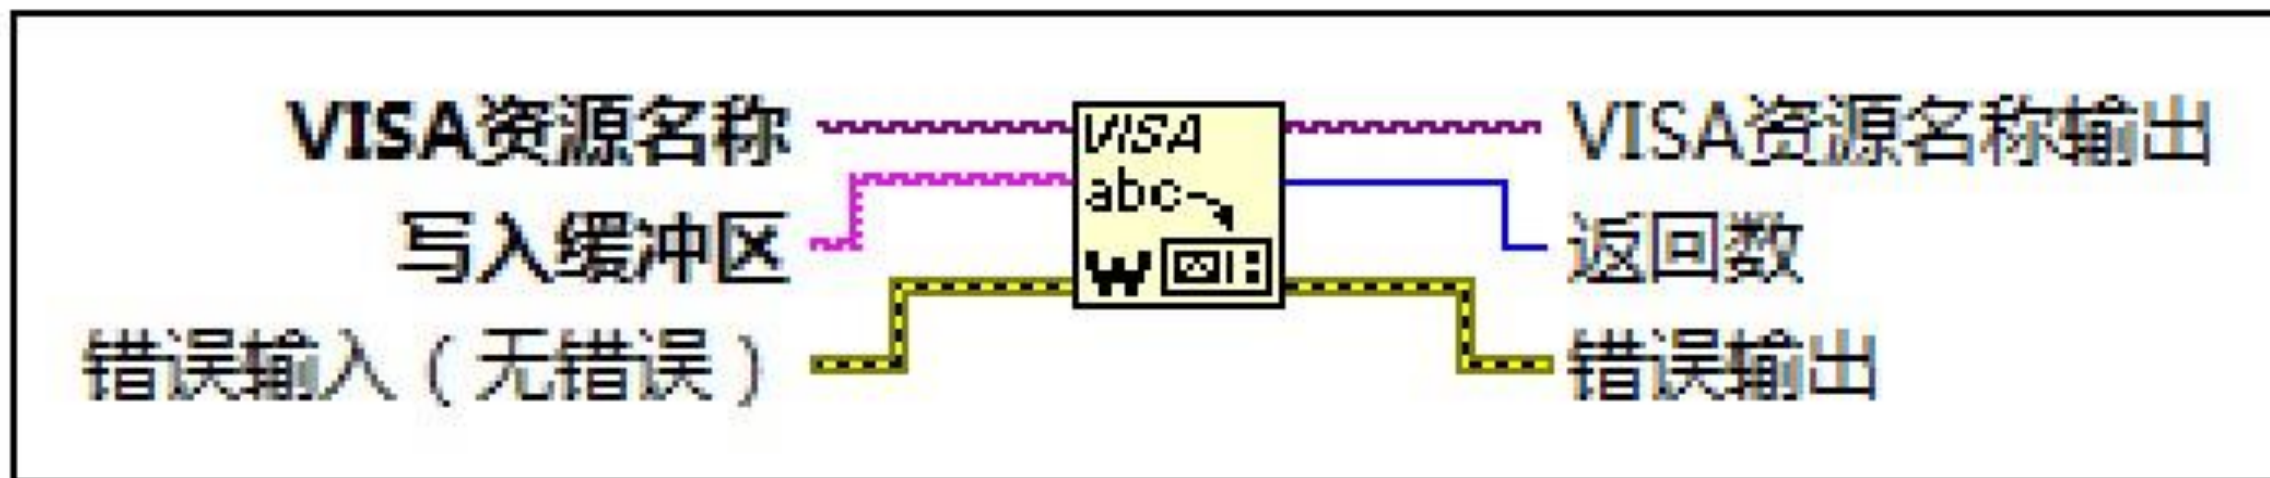 VISA资源名称
写入缓冲区
错误输入（无错误）
VISA
abc
W
VISA资源名称输出
返回数
错误输出